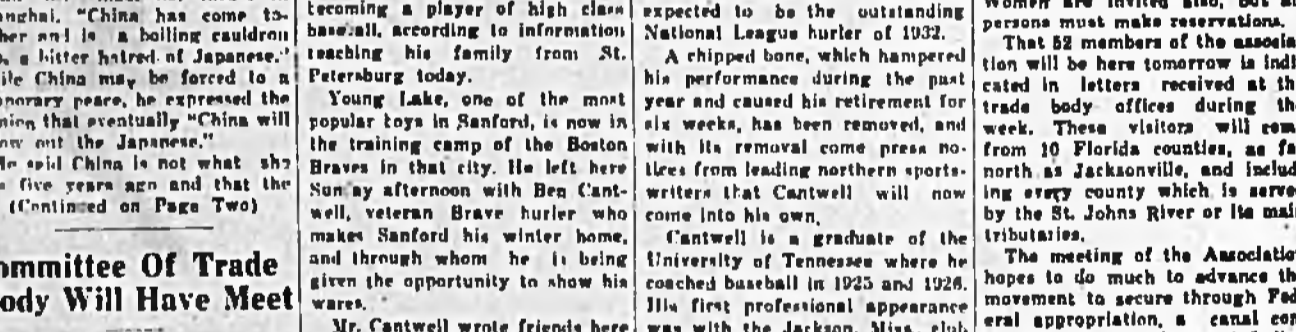 anghai. "China has come to-
her and is a boiling cauldron
a bitter hatred of Japanese."
ile China may be forced to a
mporary peace, he expressed the
nion that eventually "China will
out the Japanese."
He said China is not what she
five years ago and that the
(Continued on Page Two)
ommittee Of Trade
ody Will Have Meet
becoming a player of high class
baseball, according to information
reaching his family from St.
Petersburg today.
Young Lake, one of the most
popular boys in Sanford, is now in
the training camp of the Boston
Braves in that city. He left here
Sunday afternoon with Ben Cant-
well, veteran Brave hurler who
makes Sanford his winter home,
and through whom he is being
given the opportunity to show his
wares.
Mr. Cantwell wrote friends here
expected to be the outstanding
National League hurler of 1932.
A chipped bone, which hampered
his performance during the past
year and caused his retirement for
six weeks, has been removed, and
with its removal come press no-
tices from leading northern sports-
writers that Cantwell will now
come into his own.
Cantwell is a graduate of the
University of Tennessee where he
coached baseball in 1925 and 1926.
His first professional appearance
was with the Jackson, Miss. club
Women are invited also, but
persons must make reservations.
That 52 members of the associa
tion will be here tomorrow is indi
cated in letters received at th
trade body offices during the
week. These visitors will com
from 10 Florida counties, as fa
north as Jacksonville, and includ
ing every county which is serve
by the St. Johns River or its mai
tributaries.
The meeting of the Associatio
hopes to do much to advance th
movement to secure through Fed
eral appropriation, a canal con